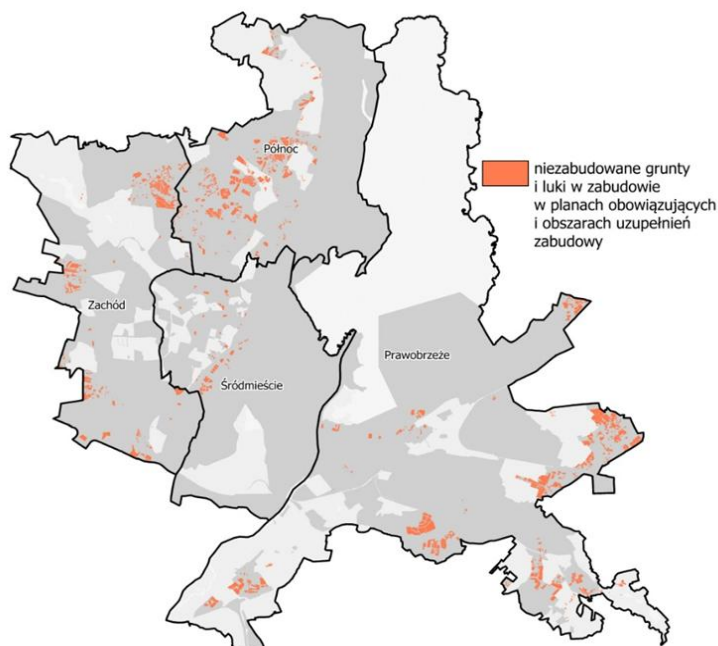 Północ
niezabudowane grunty
i luki w zabudowie
w planach obowiązujących
i obszarach uzupełnień
zabudowy
Zachód
Prawobrzeże
Śródmieście